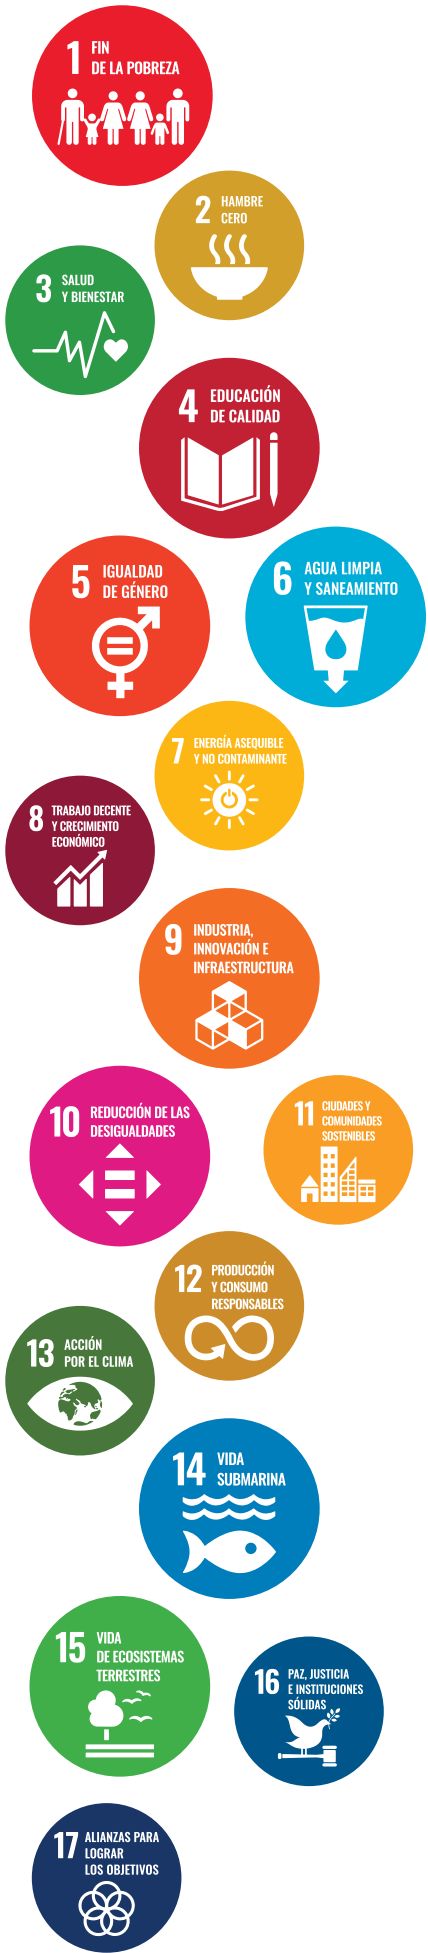 1 FIN
DE LA POBREZA
2 HAMBRE
CERO
3 SALUD
Y BIENESTAR
4 EDUCACIÓN
DE CALIDAD
5 IGUALDAD
DE GÉNERO
6 AGUA LIMPIA
Y SANEAMIENTO
7 ENERGÍA ASEQUIBLE
Y NO CONTAMINANTE
8 TRABAJO DECENTE
Y CRECIMIENTO
ECONÓMICO
9 INDUSTRIA,
INNOVACIÓN E
INFRAESTRUCTURA
10 REDUCCIÓN DE LAS
DESIGUALDADES
11 CIUDADES Y
COMUNIDADES
SOSTENIBLES
12 PRODUCCIÓN
Y CONSUMO
RESPONSABLES
13 ACCIÓN
POR EL CLIMA
14 VIDA
SUBMARINA
15 VIDA
DE ECOSISTEMAS
TERRESTRES
16 PAZ, JUSTICIA
E INSTITUCIONES
SÓLIDAS
17 ALIANZAS PARA
LOGRAR
LOS OBJETIVOS